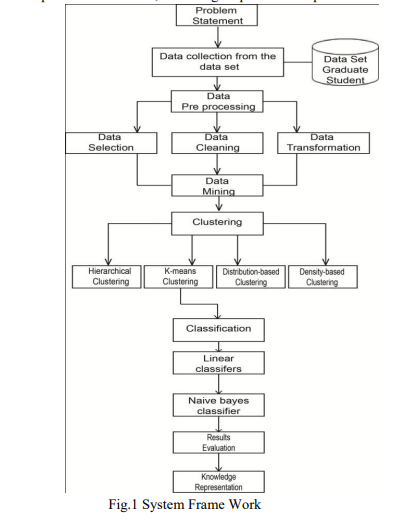 Problem
Statement
Data collection from the
data set
Data Set
Graduate
Student
Data
Pre processing
Data
Selection
Data
Cleaning
Data
Transformation
Data
Mining
Clustering
Hierarchical
Clustering
K-means
Clustering
Distribution-based
Clustering
Density-based
Clustering
Classification
Linear
classifers
Naive bayes
classifier
Results
Evaluation
Knowledge
Representation
Fig.1 System Frame Work